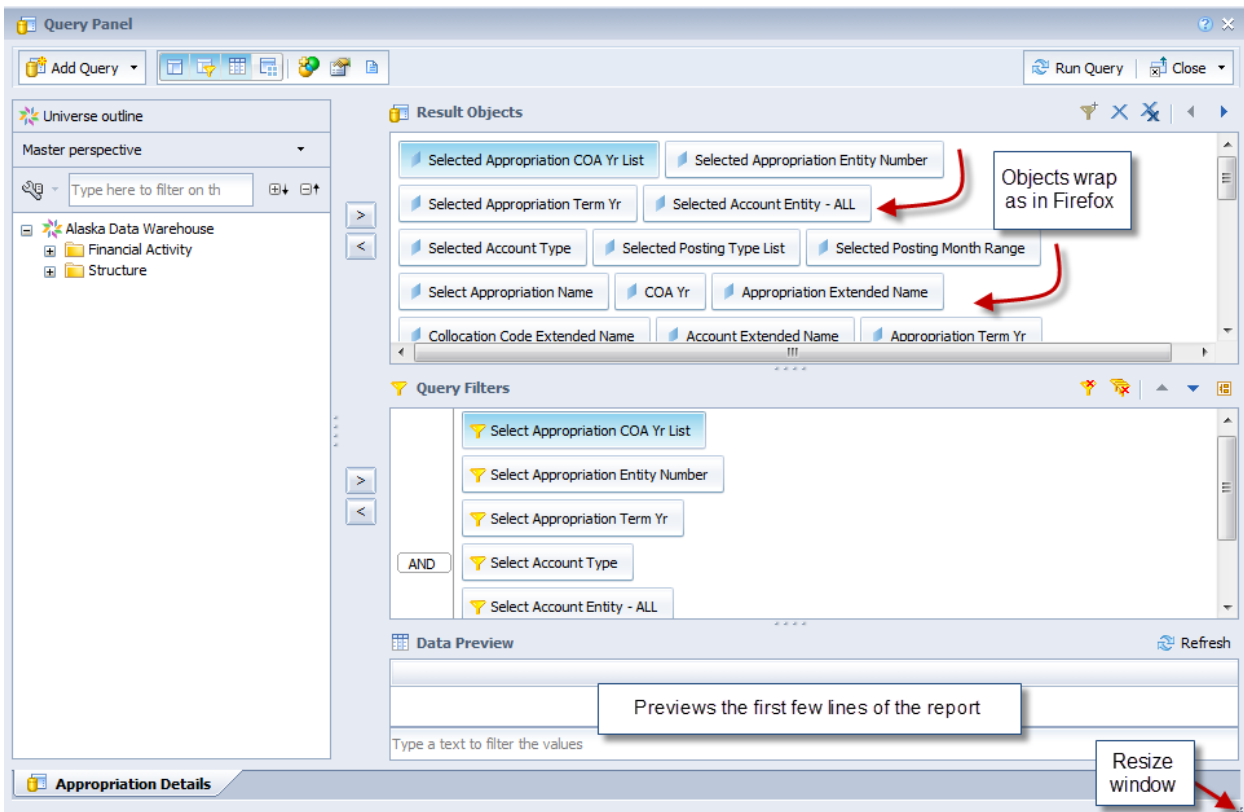 Query Panel
Add Query
Run Query
Close
Universe outline
Master perspective
Type here to filter on th
Alaska Data Warehouse
Financial Activity
Structure
>
<
Result Objects
Selected Appropriation COA Yr List
Selected Appropriation Entity Number
Selected Appropriation Term Yr
Selected Account Entity - ALL
Selected Account Type
Selected Posting Type List
Selected Posting Month Range
Select Appropriation Name
COA Yr
Appropriation Extended Name
Collocation Code Extended Name
Account Extended Name
Appropriation Term Yr
Objects wrap
as in Firefox
>
<
Query Filters
AND
Select Appropriation COA Yr List
Select Appropriation Entity Number
Select Appropriation Term Yr
Select Account Type
Select Account Entity - ALL
Data Preview
Refresh
Previews the first few lines of the report
Type a text to filter the values
Appropriation Details
Resize
window